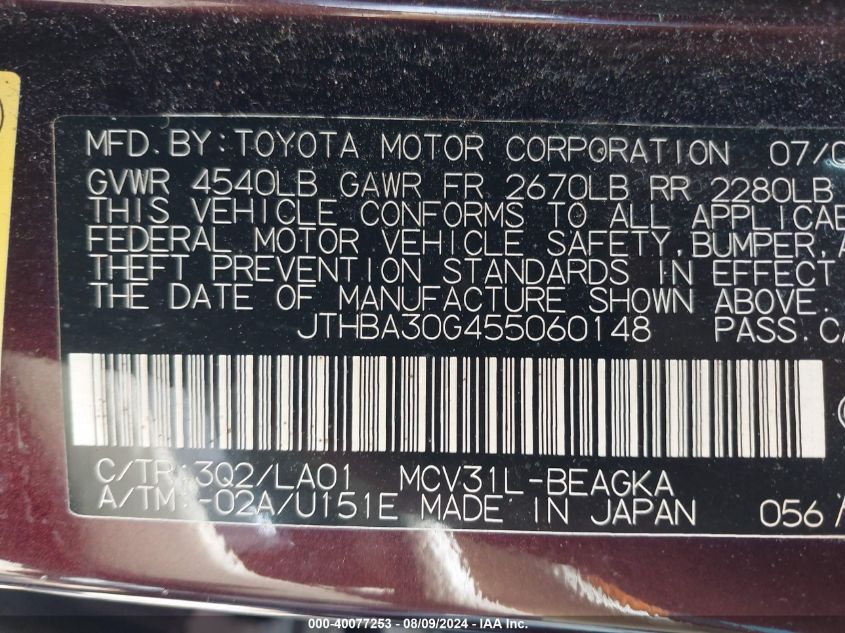 MFD. BY: TOYOTA MOTOR CORPORATION 07/0
GVWR 4540LB GAWR FR 2670LB RR 2280LB
THIS VEHICLE CONFORMS TO ALL APPLICAB
FEDERAL MOTOR VEHICLE SAFETY, BUMPER, A
THEFT PREVENTION STANDARDS IN EFFECT
THE DATE OF MANUFACTURE SHOWN ABOVE.
JTHBA30G455060148 PASS. CA
C/TR: 3Q2/LA01 MCV31L-BEAGKA
A/TM: -02A/U151E MADE IN JAPAN 056/
000-40077253 - 08/09/2024 - IAA Inc.